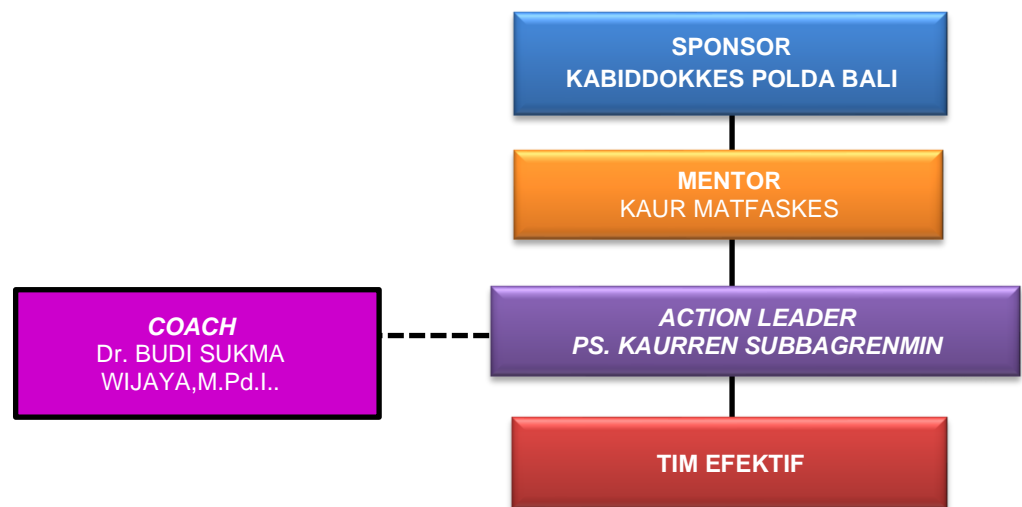 SPONSOR
KABIDDOKKES POLDA BALI
MENTOR
KAUR MATFASKES
COACH
Dr. BUDI SUKMA
WIJAYA,M.Pd.I..
ACTION LEADER
PS. KAURREN SUBBAGRENMIN
TIM EFEKTIF